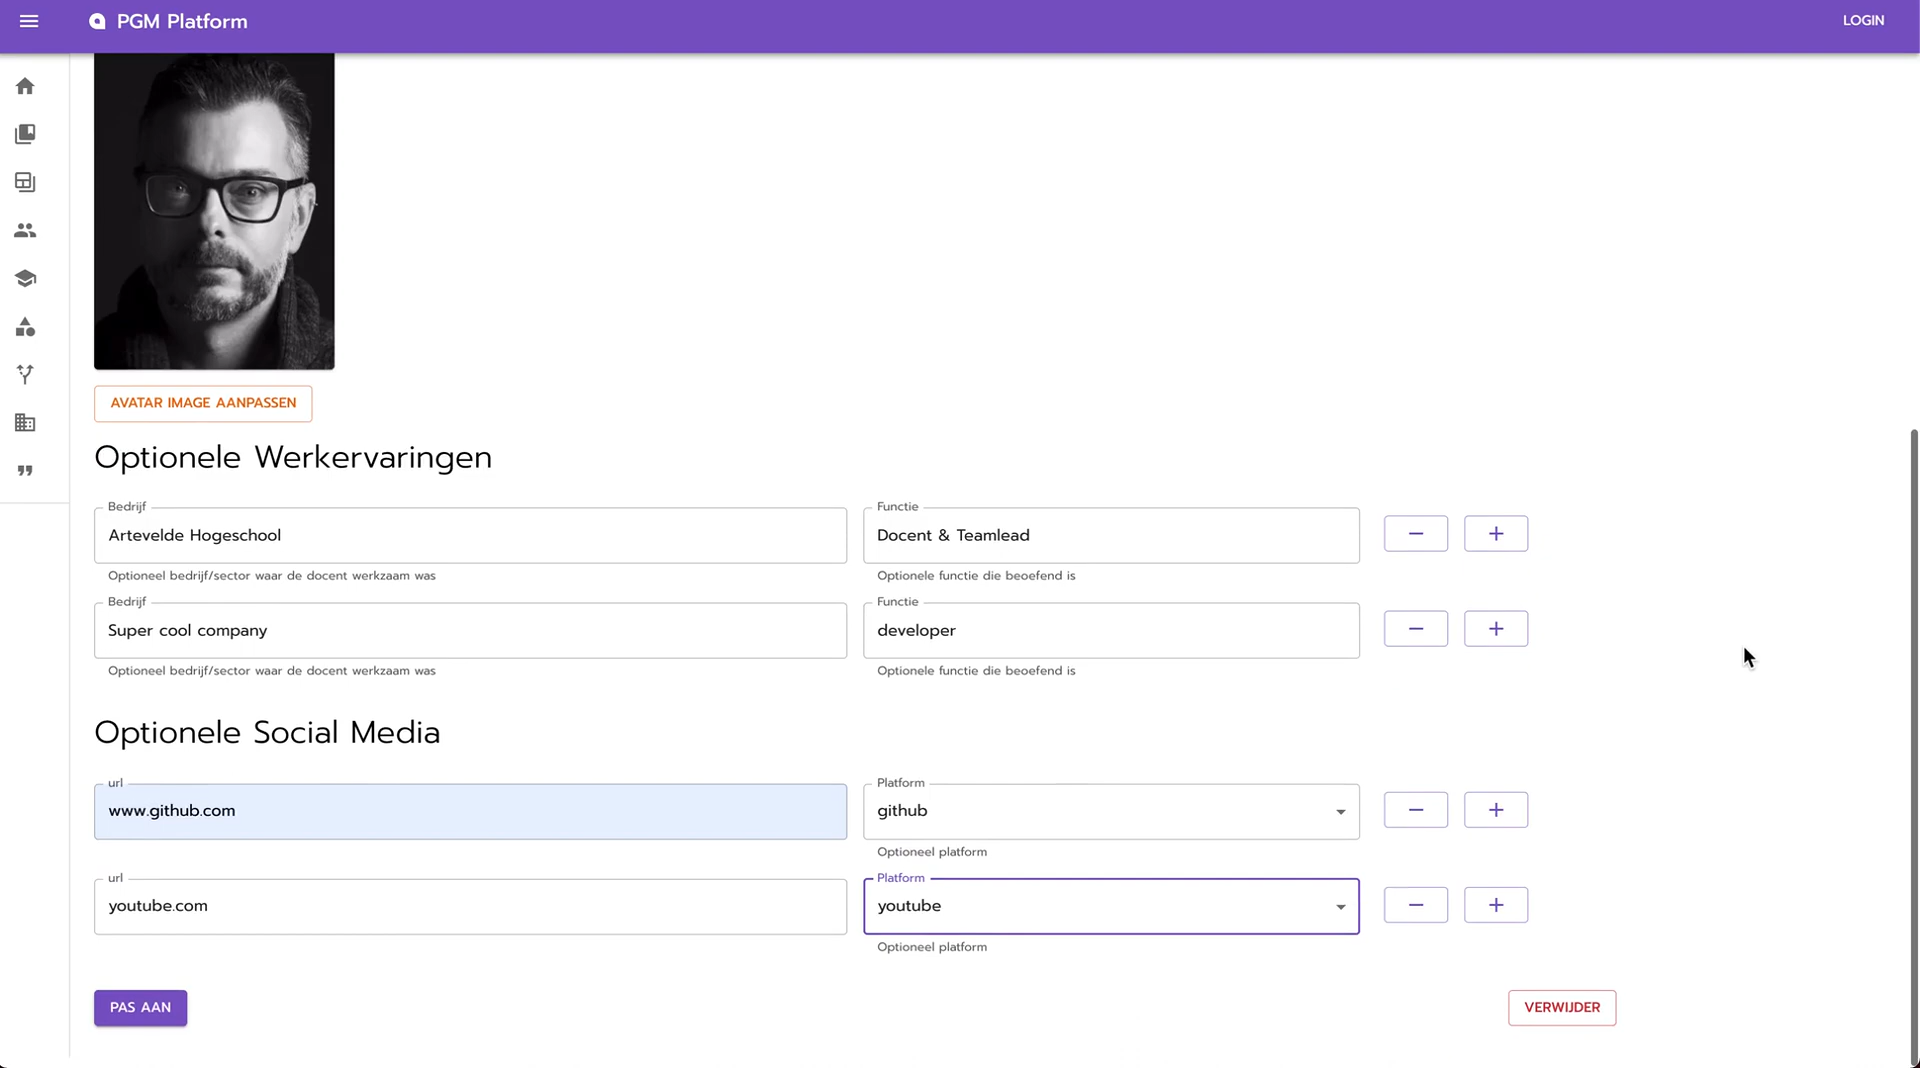 PGM Platform
LOGIN
AVATAR IMAGE AANPASSEN
Optionele Werkervaringen
Bedrijf
Functie
Artevelde Hogeschool
Docent & Teamlead
Optioneel bedrijf/sector waar de docent werkzaam was
Optionele functie die beoefend is
Bedrijf
Functie
Super cool company
developer
Optioneel bedrijf/sector waar de docent werkzaam was
Optionele functie die beoefend is
Optionele Social Media
url
Platform
www.github.com
github
Optioneel platform
url
Platform
youtube.com
youtube
Optioneel platform
PAS AAN
VERWIJDER